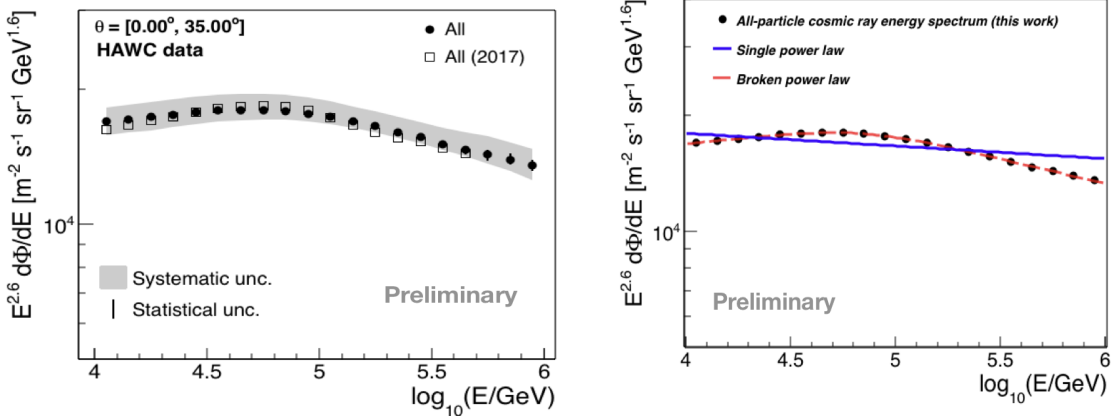 θ = [0.00°, 35.00°]
HAWC data
All
All (2017)
E^2.6 dΦ/dE [m^-2 s^-1 sr^-1 GeV^1.6]
10^4
Systematic unc.
Statistical unc.
Preliminary
4 4.5 5 5.5 6
log_10(E/GeV)
All-particle cosmic ray energy spectrum (this work)
Single power law
Broken power law
E^2.6 dΦ/dE [m^-2 s^-1 sr^-1 GeV^1.6]
10^4
Preliminary
4 4.5 5 5.5 6
log_10(E/GeV)